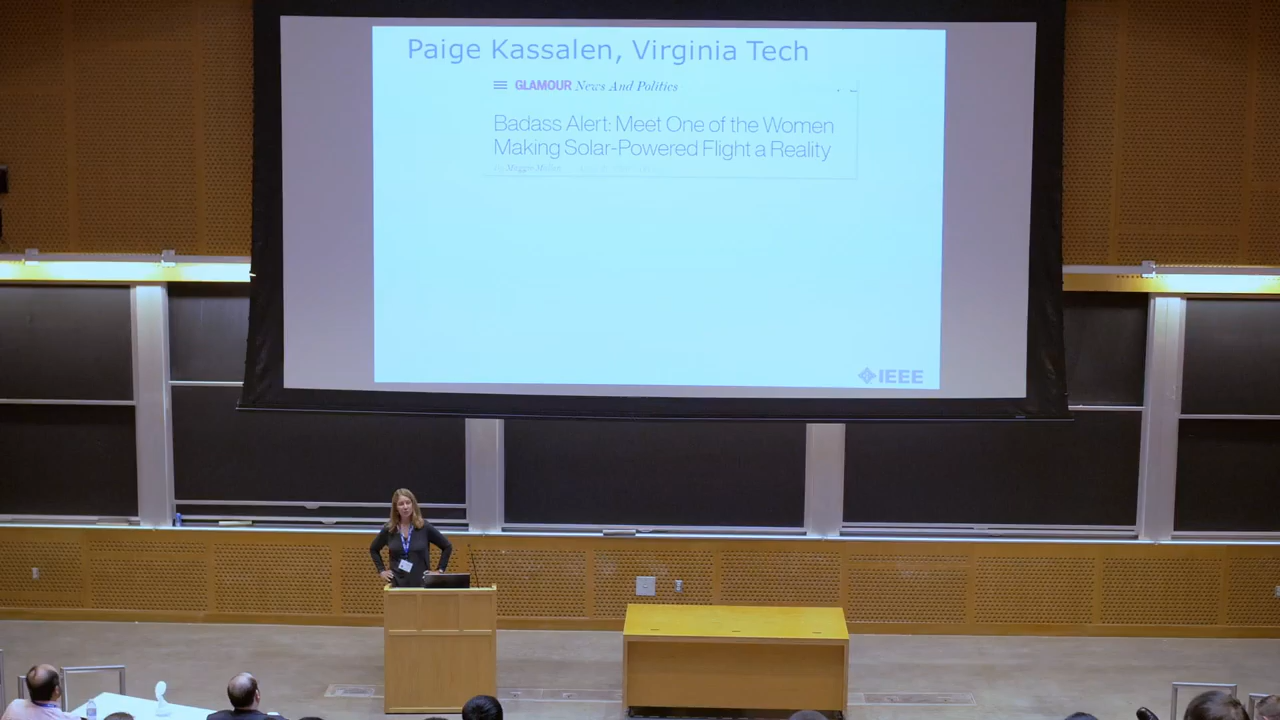 Paige Kassalen, Virginia Tech
GLAMOUR News And Politics
Badass Alert: Meet One of the Women
Making Solar-Powered Flight a Reality
IEEE